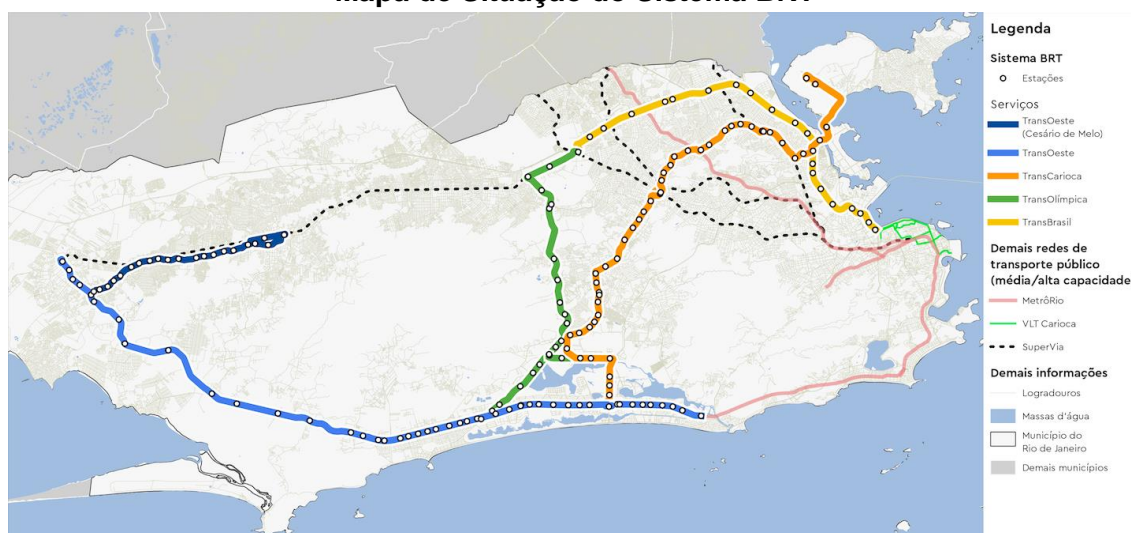 Mapa de Situação do Sistema BRT
Legenda
Sistema BRT
Estações
Serviços
TransOeste
(Cesário de Melo)
TransOeste
TransCarioca
TransOlímpica
TransBrasil
Demais redes de
transporte público
(média/alta capacidade
MetrôRio
VLT Carioca
SuperVia
Demais informações
Logradouros
Massas d'água
Município do
Rio de Janeiro
Demais municípios